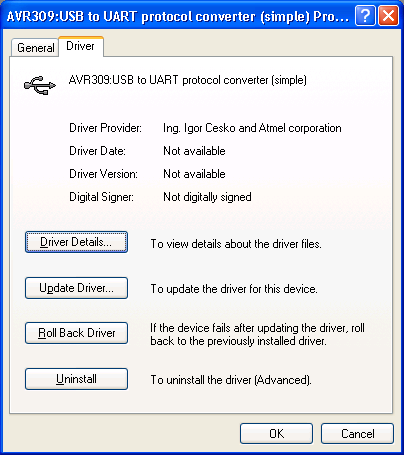 AVR309:USB to UART protocol converter (simple) Pro...
General
Driver
AVR309:USB to UART protocol converter (simple)
Driver Provider: Ing. Igor Cesko and Atmel corporation
Driver Date: Not available
Driver Version: Not available
Digital Signer: Not digitally signed
Driver Details... To view details about the driver files.
Update Driver... To update the driver for this device.
Roll Back Driver If the device fails after updating the driver, roll
back to the previously installed driver.
Uninstall To uninstall the driver (Advanced).
OK Cancel